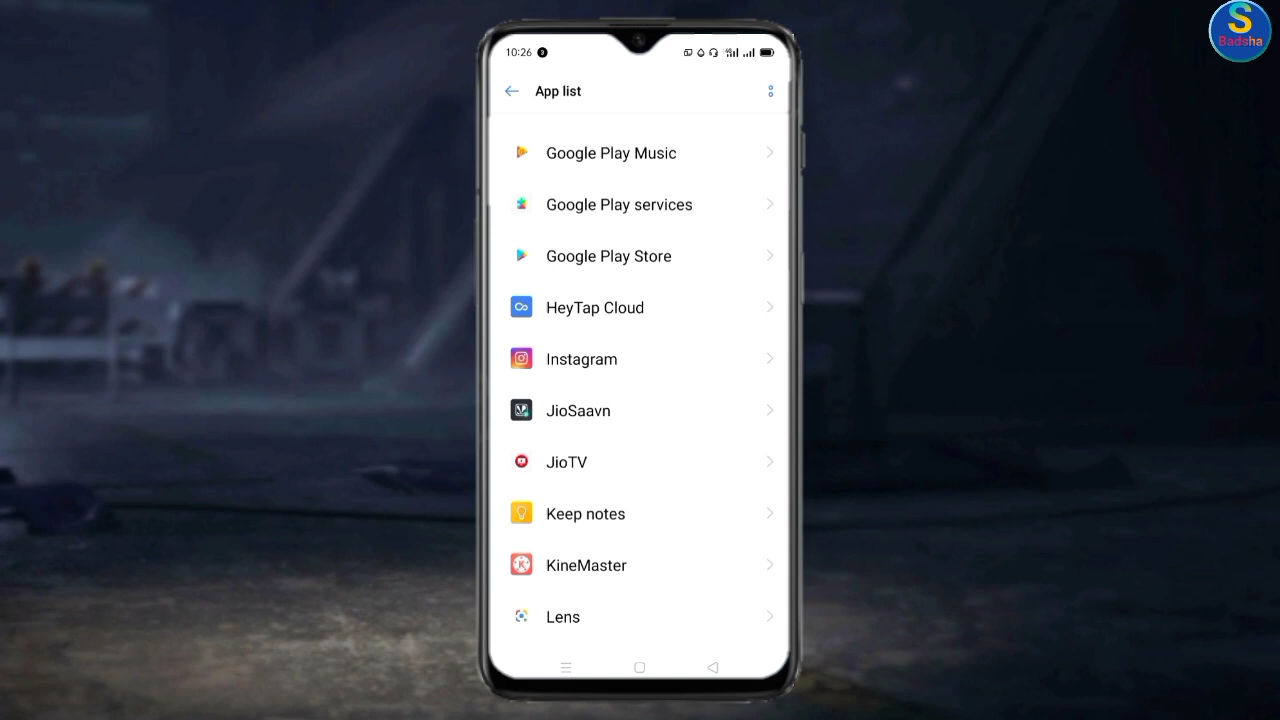 S
Badsha
10:26
App list
Google Play Music
Google Play services
Google Play Store
HeyTap Cloud
Instagram
JioSaavn
JioTV
Keep notes
KineMaster
Lens